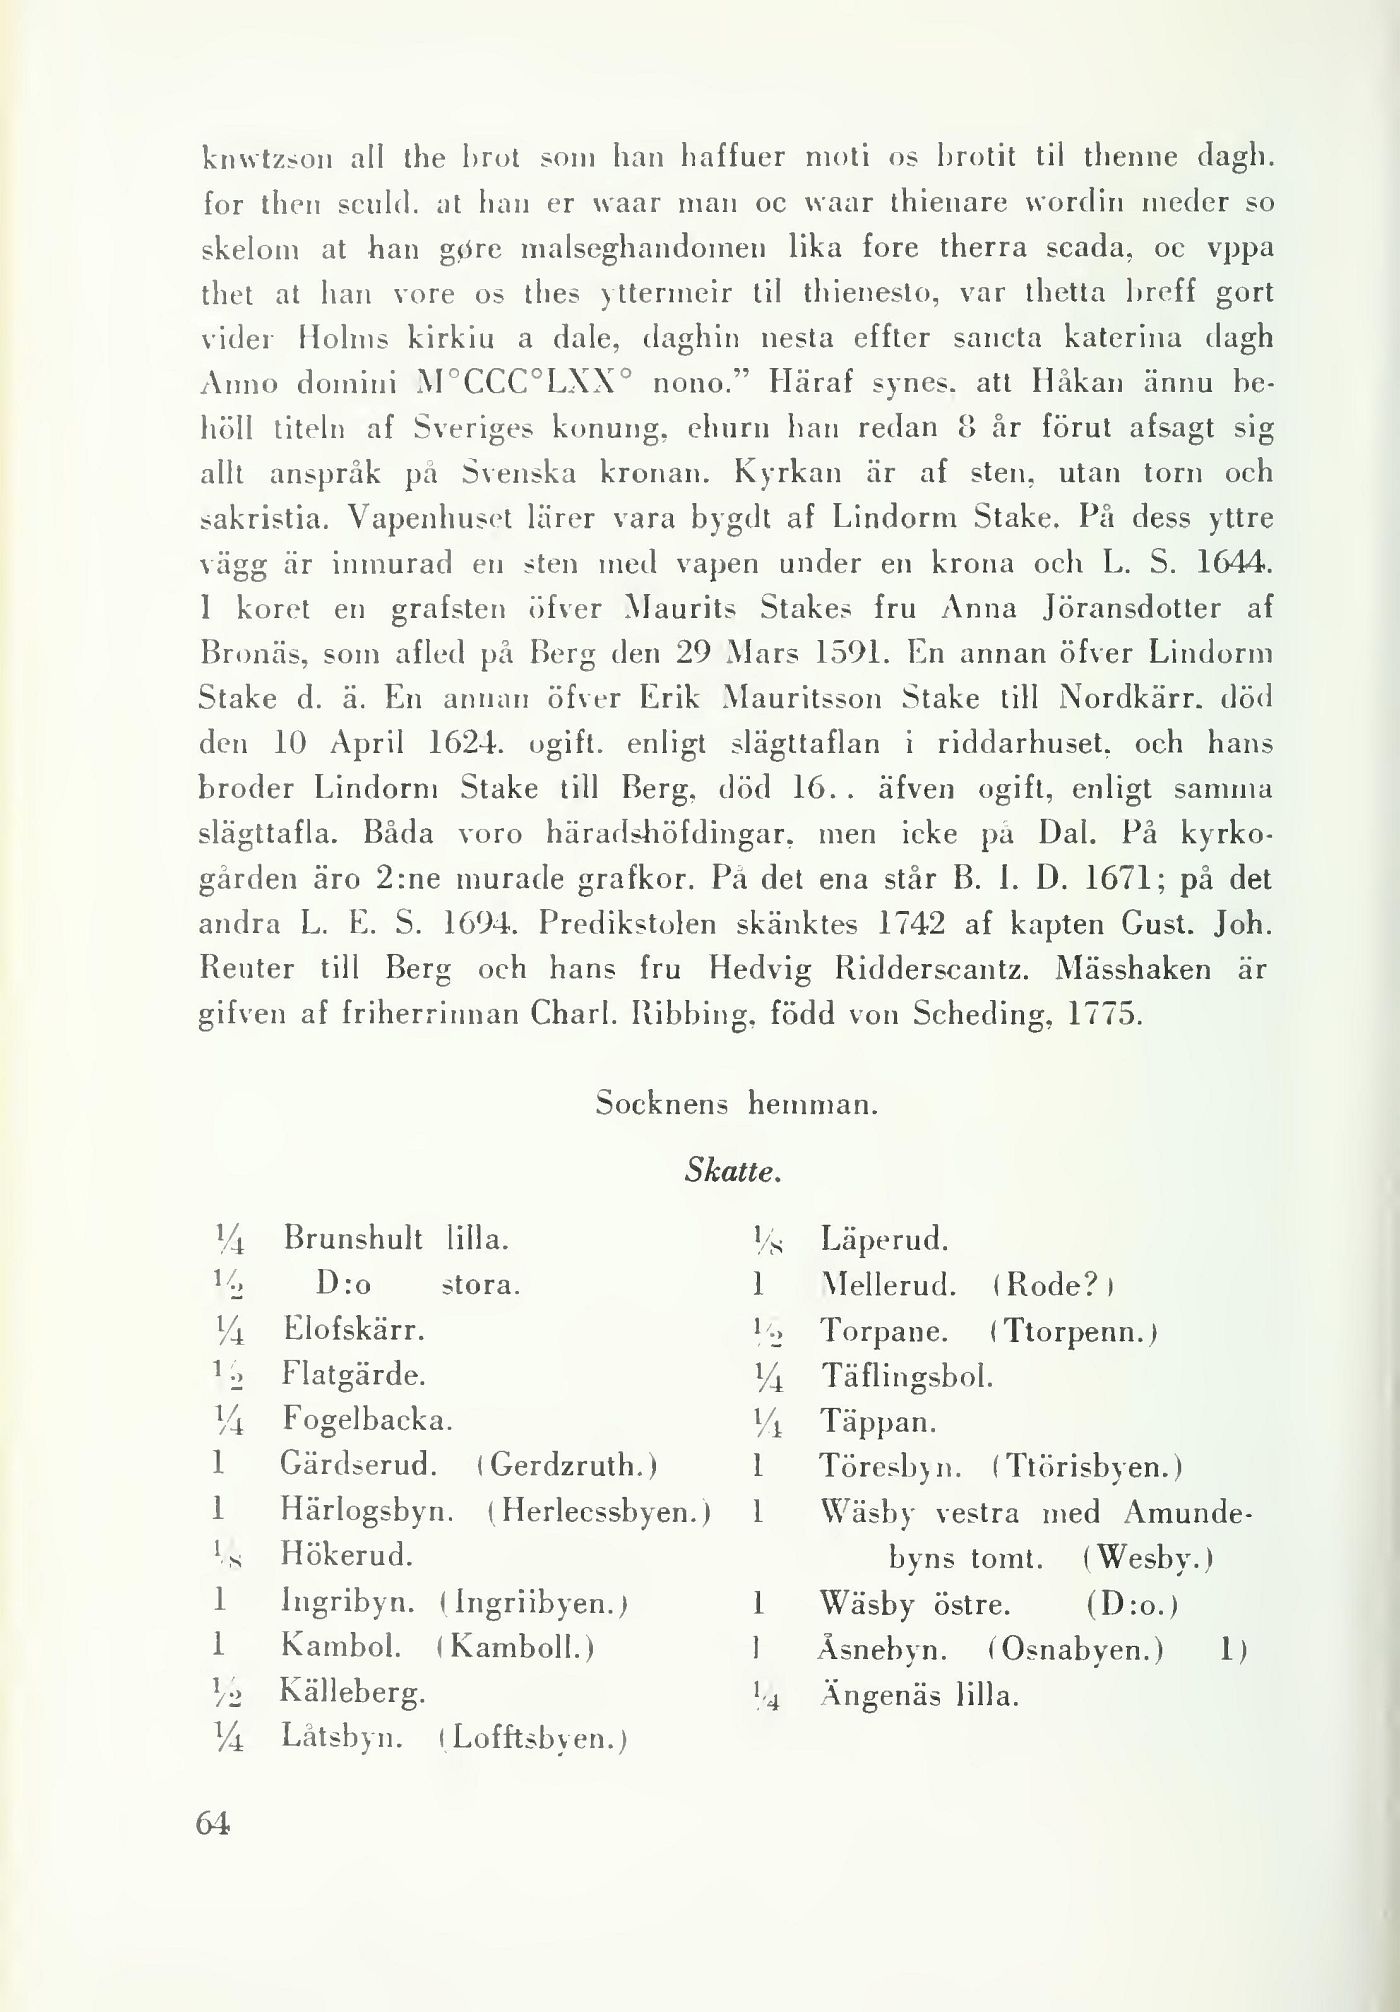 knwtzson all the brot som han haffuer moti os brotit til thenne dagh.
for then sculd. at han er waar man oc waar thienare wordin meder so
skelom at han gøre malseghandomen lika fore therra scada, oc vppa
thet at han vore os thes yttermeir til thienesto, var thetta breff gort
vider Holms kirkiu a dale, daghin nesta effter sancta katerina dagh
Anno domini M°CCC°LXX° nono.” Häraf synes. att Håkan ännu be-
höll titeln af Sveriges konung, ehuru han redan 8 år förut afsagt sig
allt anspråk på Svenska kronan. Kyrkan är af sten, utan torn och
sakristia. Vapenhuset lärer vara bygdt af Lindorm Stake. På dess yttre
vägg är inmurad en sten med vapen under en krona och L. S. 1644.
I koret en grafsten öfver Maurits Stakes fru Anna Jöransdotter af
Bronäs, som afled på Berg den 29 Mars 1591. En annan öfver Lindorm
Stake d. ä. En annan öfver Erik Mauritsson Stake till Nordkärr. död
den 10 April 1624. ogift. enligt slägttaflan i riddarhuset, och hans
broder Lindorm Stake till Berg, död 16. . äfven ogift, enligt samma
slägttafla. Båda voro häradshöfdingar, men icke på Dal. På kyrko-
gården äro 2:ne murade grafkor. På det ena står B. I. D. 1671; på det
andra L. E. S. 1694. Predikstolen skänktes 1742 af kapten Gust. Joh.
Reuter till Berg och hans fru Hedvig Ridderscantz. Mässhaken är
gifven af friherrinnan Charl. Ribbing, född von Scheding, 1775.
Socknens hemman.
Skatte.
¼ Brunshult lilla.
½ D:o stora.
¼ Elofskärr.
½ Flatgärde.
¼ Fogelbacka.
1 Gärdserud. (Gerdzruth.)
1 Härlogsbyn. (Herlecssbyen.)
⅛ Hökerud.
1 Ingribyn. (Ingriibyen.)
1 Kambol. (Kamboll.)
½ Källeberg.
¼ Låtsbyn. (Lofftsbyen.)
⅛ Läperud.
1 Mellerud. (Rode?)
½ Torpane. (Ttorpenn.)
¼ Täflingsbol.
¼ Täppan.
1 Töresbyn. (Ttörisbyen.)
1 Wäsby vestra med Amunde-
byns tomt. (Wesby.)
1 Wäsby östre. (D:o.)
1 Åsnebyn. (Osnabyen.) 1)
¼ Ängenäs lilla.
64